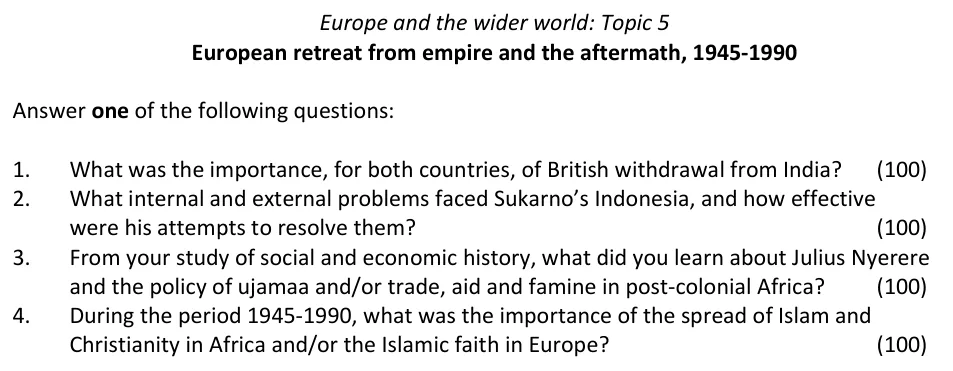 Europe and the wider world: Topic 5
European retreat from empire and the aftermath, 1945-1990
Answer one of the following questions:
1. What was the importance, for both countries, of British withdrawal from India? (100)
2. What internal and external problems faced Sukarno’s Indonesia, and how effective
were his attempts to resolve them? (100)
3. From your study of social and economic history, what did you learn about Julius Nyerere
and the policy of ujamaa and/or trade, aid and famine in post-colonial Africa? (100)
4. During the period 1945-1990, what was the importance of the spread of Islam and
Christianity in Africa and/or the Islamic faith in Europe? (100)